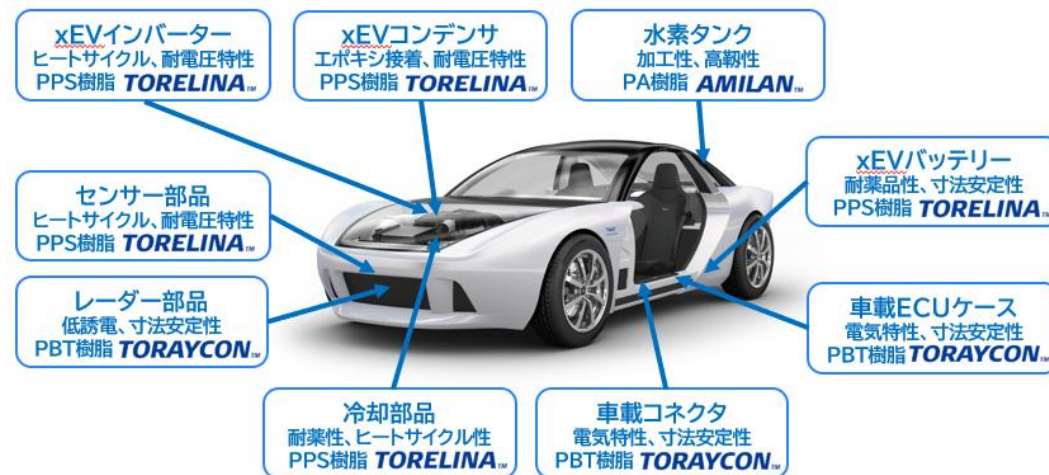 xEVインバーター
ヒートサイクル、耐電圧特性
PPS樹脂 TORELINA™
xEVコンデンサ
エポキシ接着、耐電圧特性
PPS樹脂 TORELINA™
水素タンク
加工性、高靭性
PA樹脂 AMILAN™
xEVバッテリー
耐薬品性、寸法安定性
PPS樹脂 TORELINA™
センサー部品
ヒートサイクル、耐電圧特性
PPS樹脂 TORELINA™
レーダー部品
低誘電、寸法安定性
PBT樹脂 TORAYCON™
車載ECUケース
電気特性、寸法安定性
PBT樹脂 TORAYCON™
冷却部品
耐薬性、ヒートサイクル性
PPS樹脂 TORELINA™
車載コネクタ
電気特性、寸法安定性
PBT樹脂 TORAYCON™